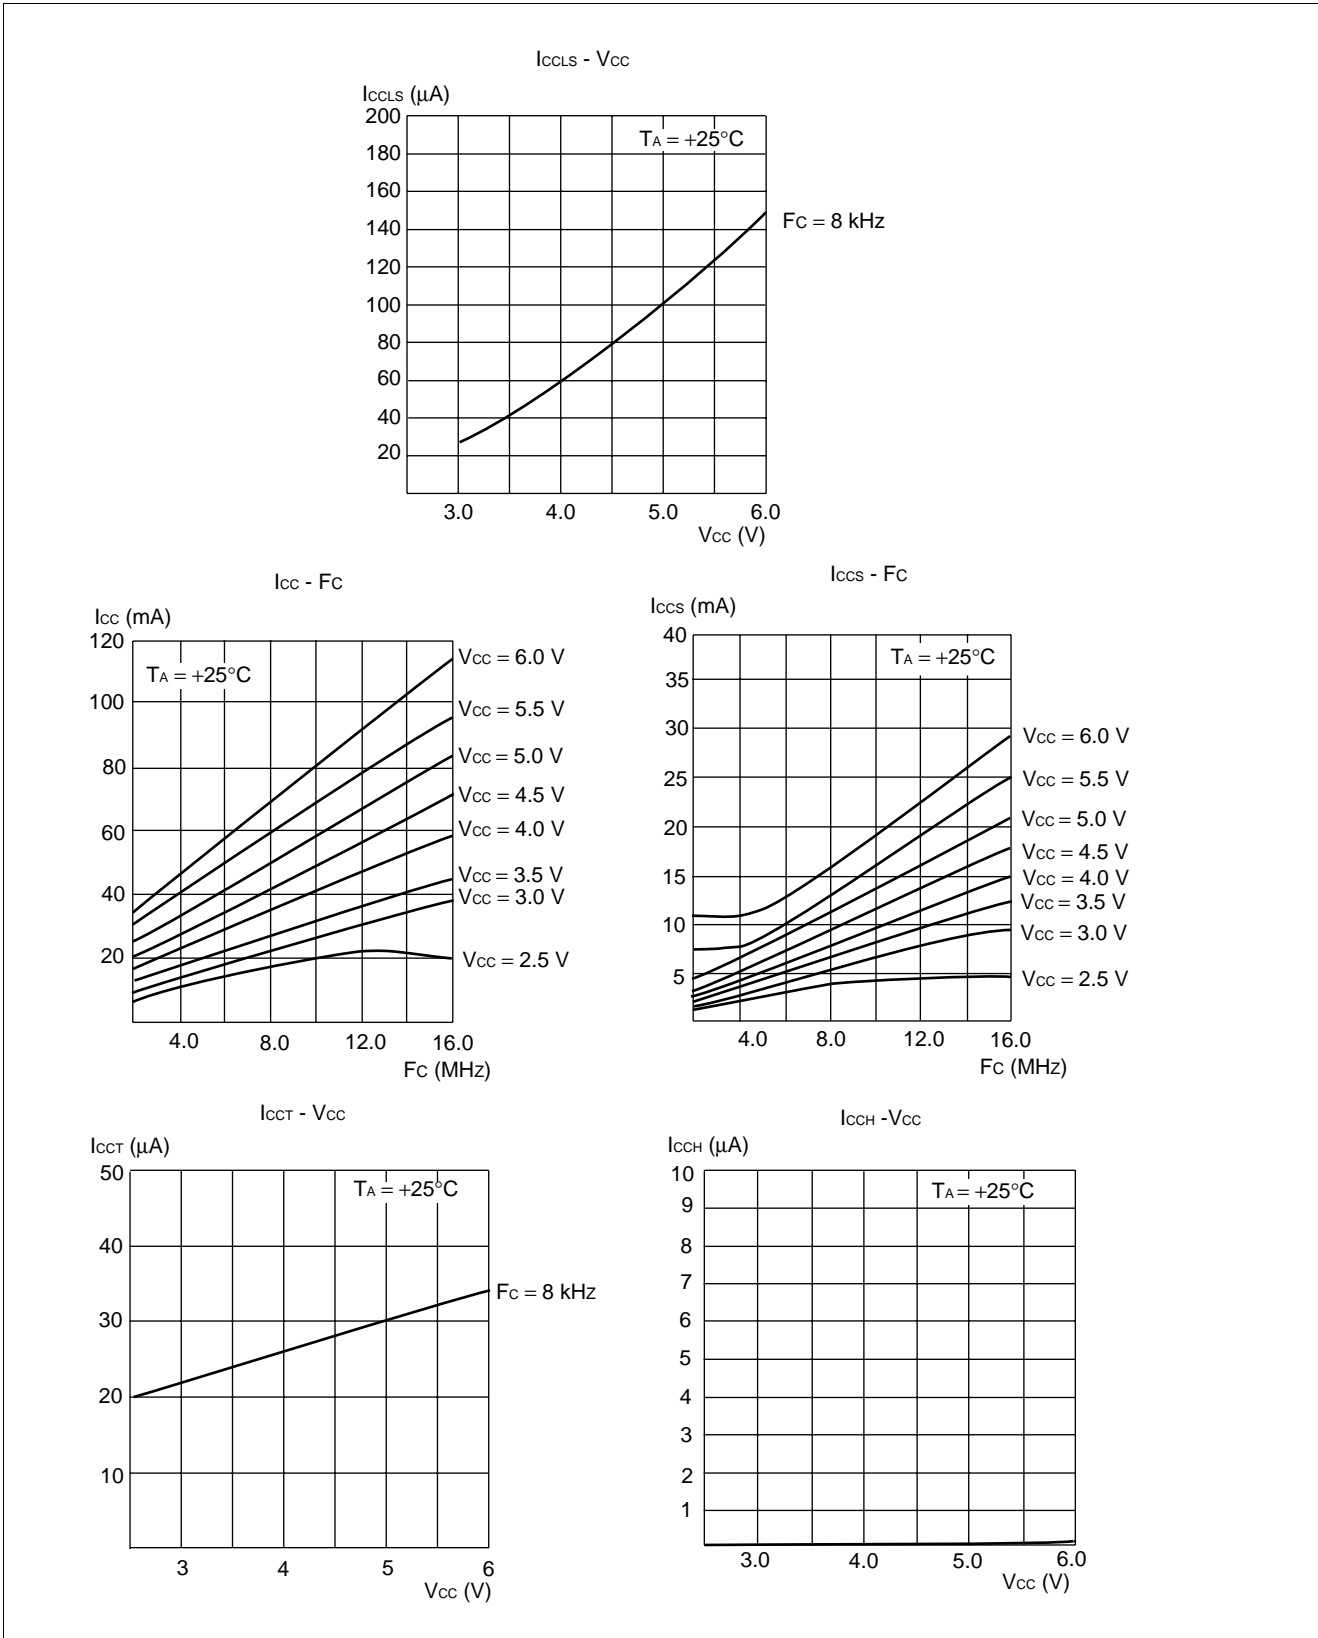 ICCLS - VCC
ICCLS (μA)
200
180
160
140
120
100
80
60
40
20
TA = +25°C
FC = 8 kHz
3.0 4.0 5.0 6.0
VCC (V)
ICC - FC
ICC (mA)
120
100
80
60
40
20
TA = +25°C
VCC = 6.0 V
VCC = 5.5 V
VCC = 5.0 V
VCC = 4.5 V
VCC = 4.0 V
VCC = 3.5 V
VCC = 3.0 V
VCC = 2.5 V
4.0 8.0 12.0 16.0
FC (MHz)
ICCS - FC
ICCS (mA)
40
35
30
25
20
15
10
5
TA = +25°C
VCC = 6.0 V
VCC = 5.5 V
VCC = 5.0 V
VCC = 4.5 V
VCC = 4.0 V
VCC = 3.5 V
VCC = 3.0 V
VCC = 2.5 V
4.0 8.0 12.0 16.0
FC (MHz)
ICCT - VCC
ICCT (μA)
50
40
30
20
10
TA = +25°C
FC = 8 kHz
3 4 5 6
VCC (V)
ICCH -VCC
ICCH (μA)
10
9
8
7
6
5
4
3
2
1
TA = +25°C
3.0 4.0 5.0 6.0
VCC (V)